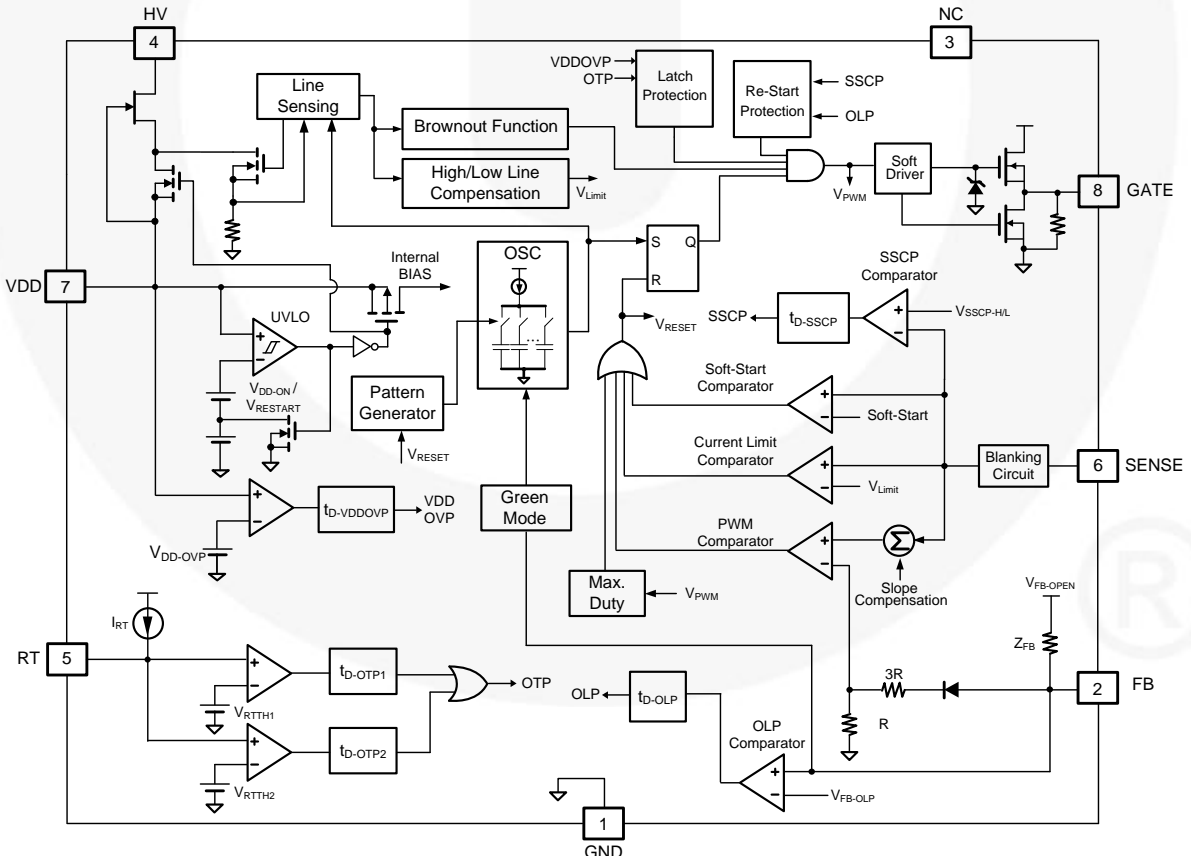 HV
4
NC
3
VDDOVP
OTP
Latch
Protection
Re-Start
Protection
SSCP
OLP
Line
Sensing
Brownout Function
High/Low Line
Compensation
VLimit
VPWM
Soft
Driver
8
GATE
S
Q
R
VRESET
OSC
Internal
BIAS
VDD
7
UVLO
+
−
VDD-ON /
VRESTART
Pattern
Generator
VRESET
SSCP
Comparator
SSCP
tD-SSCP
+
−
VSSCP-H/L
Soft-Start
Comparator
+
−
Soft-Start
Current Limit
Comparator
+
−
VLimit
Blanking
Circuit
6
SENSE
PWM
Comparator
+
−
Σ
Slope
Compensation
Green
Mode
Max.
Duty
VPWM
+
−
tD-VDDOVP
VDD
OVP
VDD-OVP
VFB-OPEN
ZFB
2
FB
3R
R
IRT
RT
5
+
−
tD-OTP1
VRTTH1
OTP
+
−
tD-OTP2
VRTTH2
OLP
tD-OLP
OLP
Comparator
+
−
VFB-OLP
1
GND
®